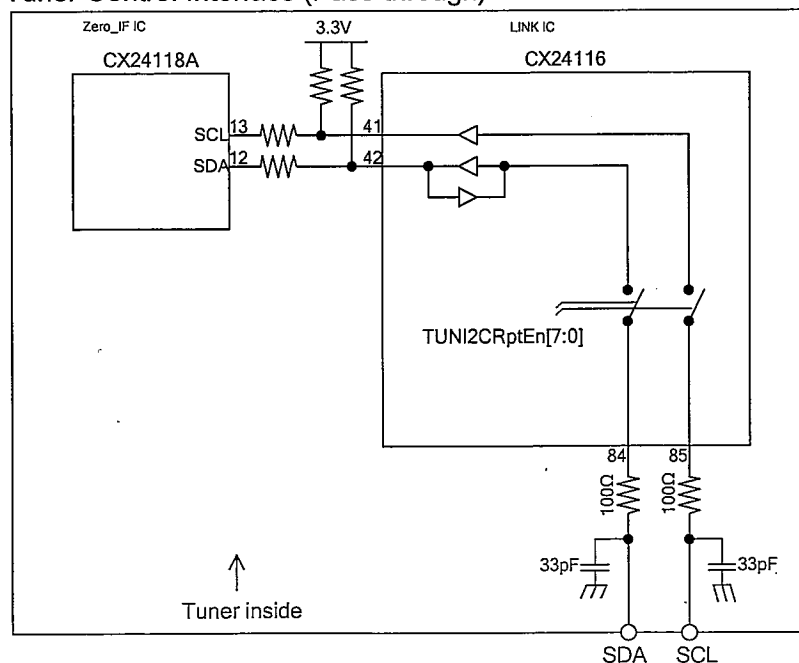 Zero_IF IC
3.3V
LINK IC
CX24118A
CX24116
SCL 13
41
SDA 12
42
TUNI2CRptEn[7:0]
84
85
100Ω
100Ω
33pF
33pF
Tuner inside
SDA
SCL